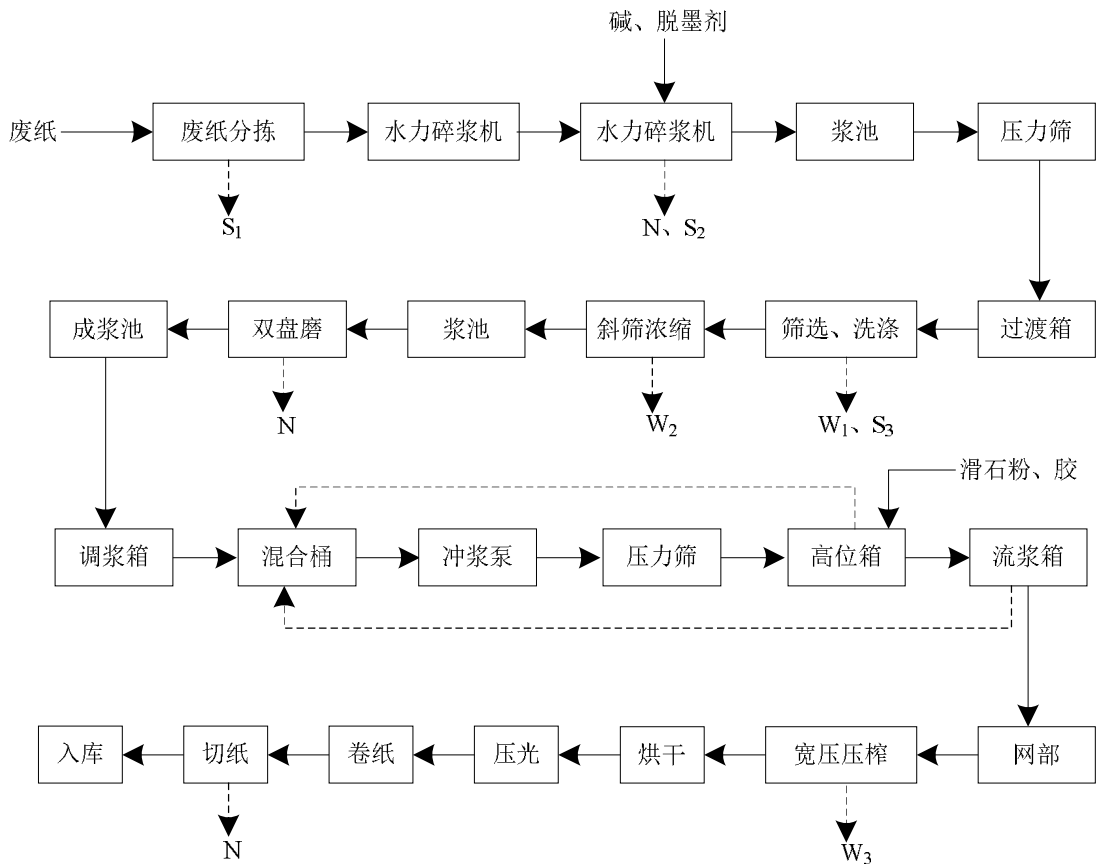 碱、脱墨剂
废纸
废纸分拣
水力碎浆机
水力碎浆机
浆池
压力筛
S₁
N、S₂
成浆池
双盘磨
浆池
斜筛浓缩
筛选、洗涤
过渡箱
N
W₂
W₁、S₃
滑石粉、胶
调浆箱
混合桶
冲浆泵
压力筛
高位箱
流浆箱
入库
切纸
卷纸
压光
烘干
宽压压榨
网部
N
W₃